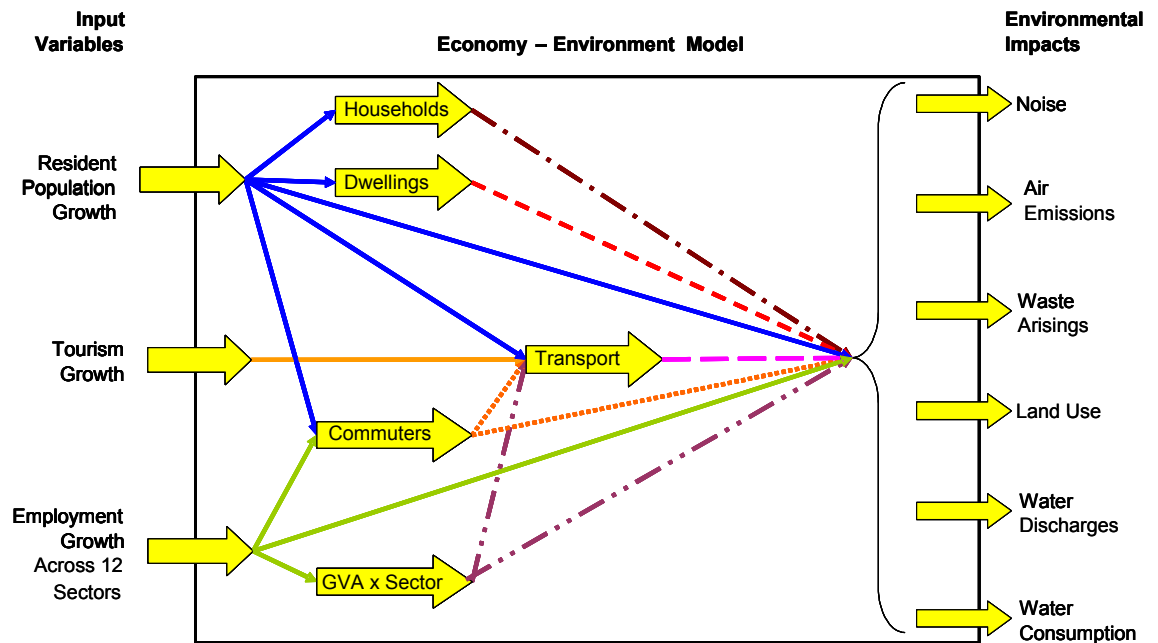 Input
Variables
Economy – Environment Model
Environmental
Impacts
Resident
Population
Growth
Tourism
Growth
Employment
Growth
Across 12
Sectors
Households
Dwellings
Transport
Commuters
GVA x Sector
Noise
Air
Emissions
Waste
Arisings
Land Use
Water
Discharges
Water
Consumption